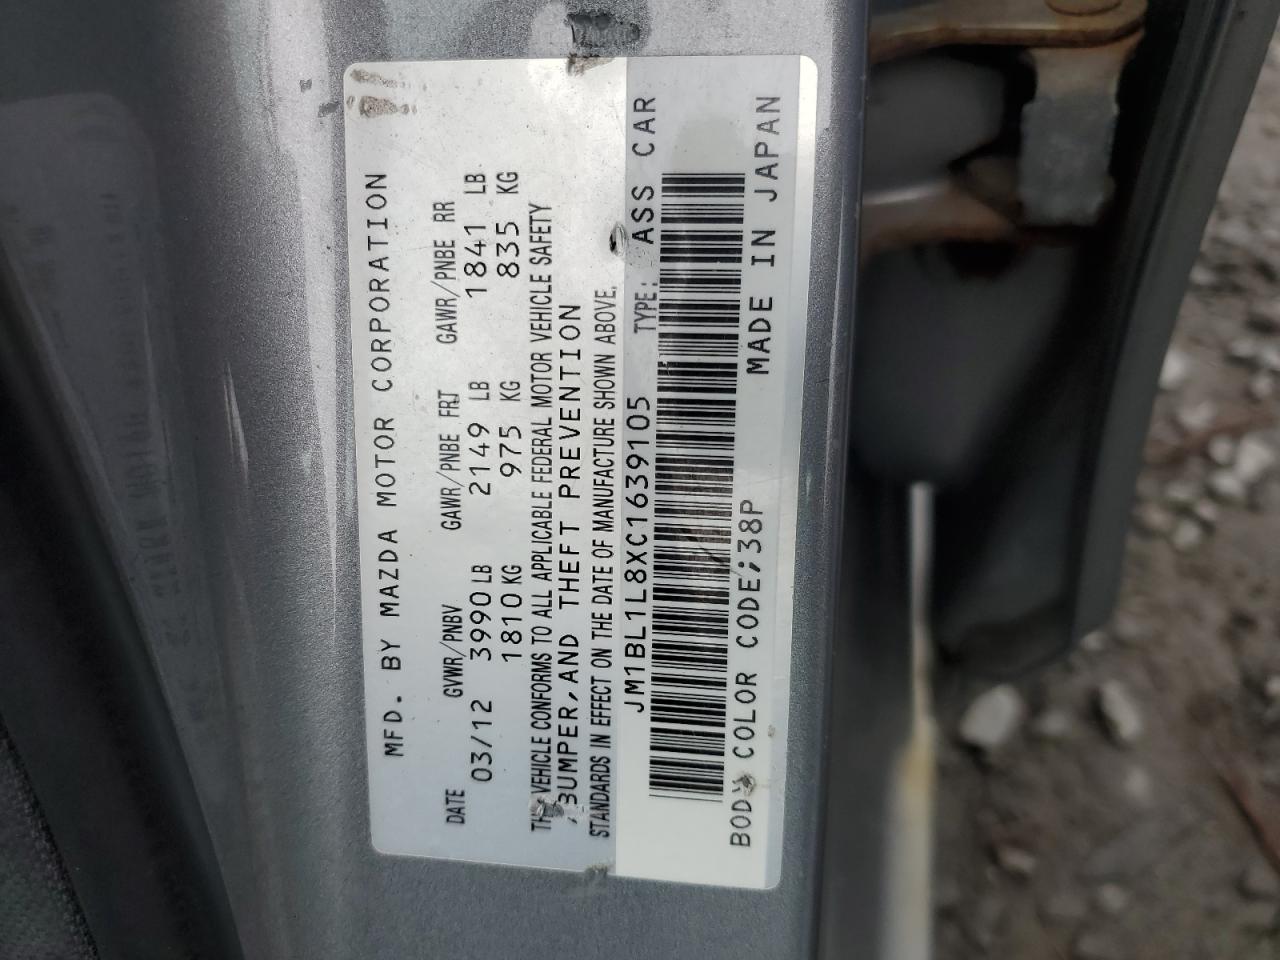 MFD. BY MAZDA MOTOR CORPORATION
DATE GVWR/PNBV GAWR/PNBE FRT GAWR/PNBE RR
03/12 3990 LB 2149 LB 1841 LB
1810 KG 975 KG 835 KG
VEHICLE CONFORMS TO ALL APPLICABLE FEDERAL MOTOR VEHICLE SAFETY
,BUMPER,AND THEFT PREVENTION
STANDARDS IN EFFECT ON THE DATE OF MANUFACTURE SHOWN ABOVE.
JM1BL1L8XC1639105 TYPE: ASS CAR
BODY COLOR CODE;38P MADE IN JAPAN